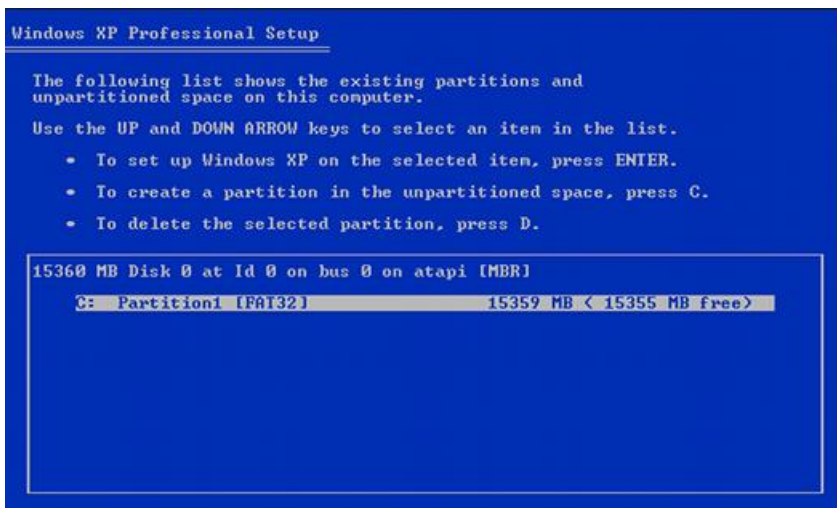 Windows XP Professional Setup
The following list shows the existing partitions and
unpartitioned space on this computer.
Use the UP and DOWN ARROW keys to select an item in the list.
• To set up Windows XP on the selected item, press ENTER.
• To create a partition in the unpartitioned space, press C.
• To delete the selected partition, press D.
15360 MB Disk 0 at Id 0 on bus 0 on atapi [MBR]
C: Partition1 [FAT32] 15359 MB ( 15355 MB free)